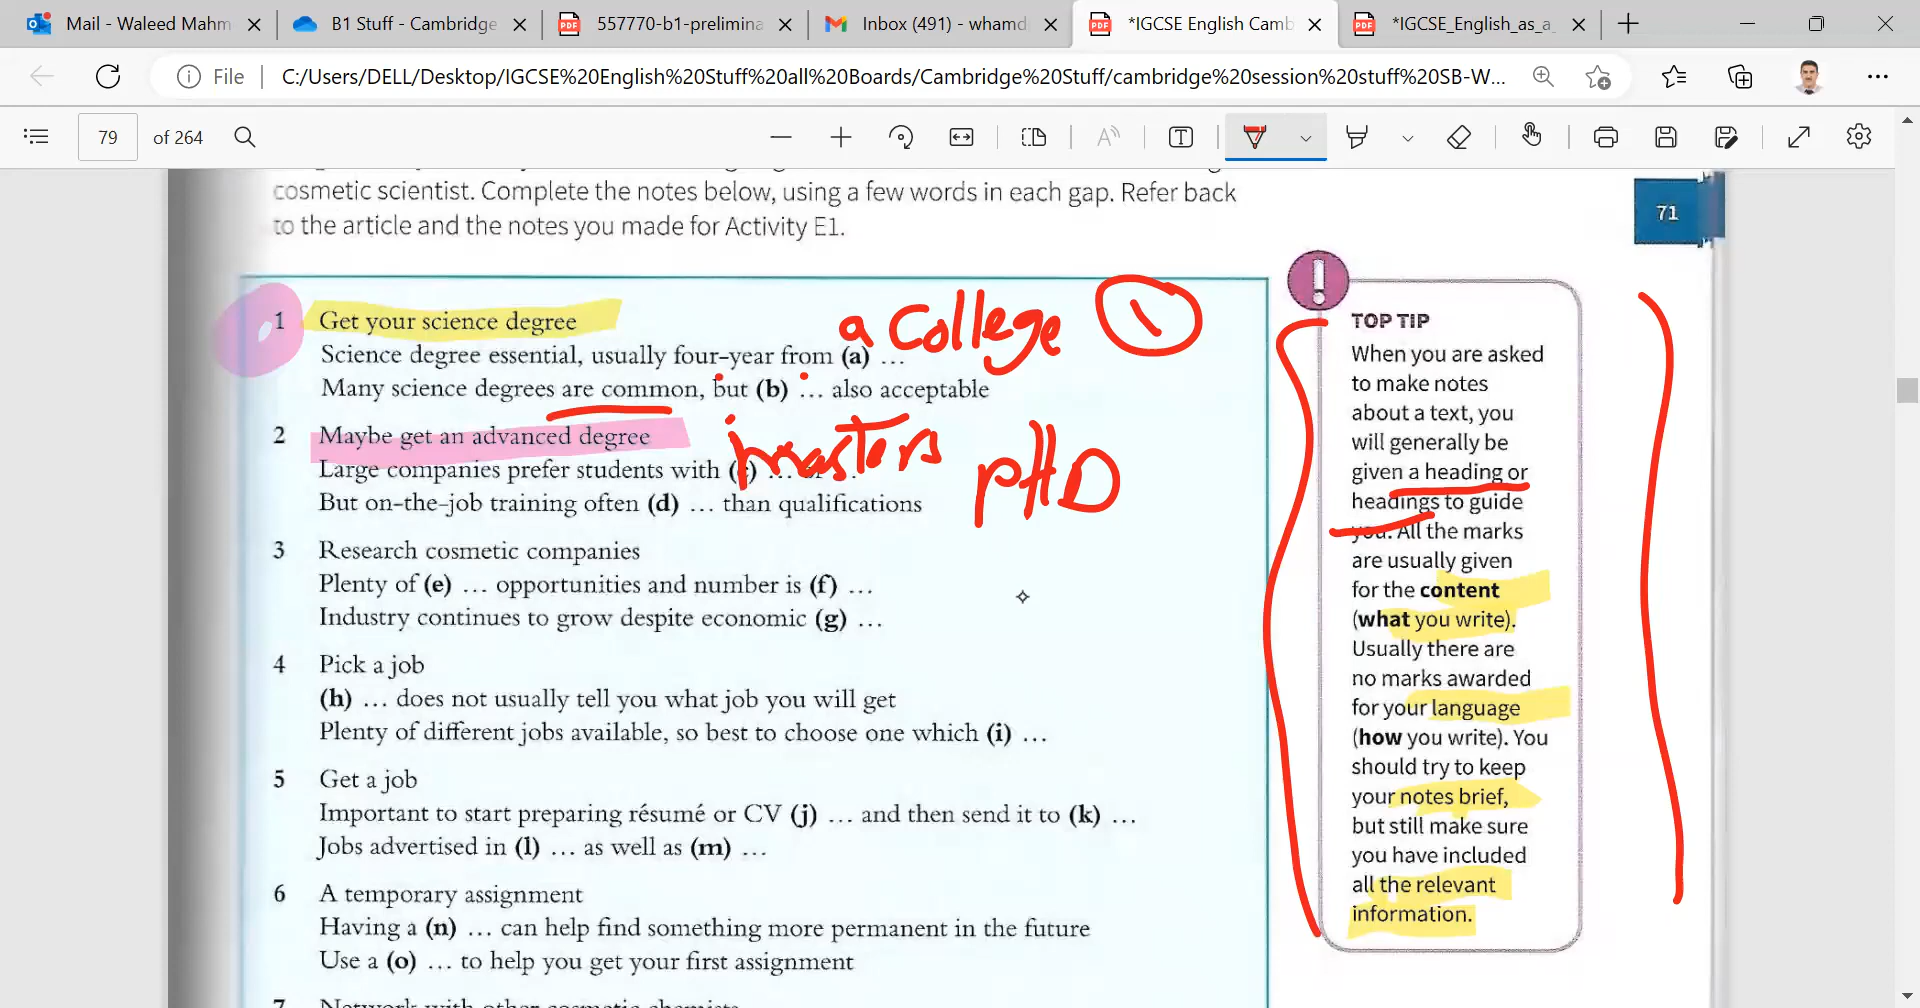 Mail - Waleed Mahm
B1 Stuff - Cambridge
557770-b1-prelimina
Inbox (491) - whamd
*IGCSE English Camb
*IGCSE_English_as_a_
File
C:/Users/DELL/Desktop/IGCSE%20English%20Stuff%20all%20Boards/Cambridge%20Stuff/cambridge%20session%20stuff%20SB-W...
79 of 264
cosmetic scientist. Complete the notes below, using a few words in each gap. Refer back
to the article and the notes you made for Activity E1.
71
1 Get your science degree
a College 1
Science degree essential, usually four-year from (a) ...
Many science degrees are common, but (b) ... also acceptable
2 Maybe get an advanced degree
masters PHD
Large companies prefer students with (c) ... or ...
But on-the-job training often (d) ... than qualifications
3 Research cosmetic companies
Plenty of (e) ... opportunities and number is (f) ...
Industry continues to grow despite economic (g) ...
4 Pick a job
(h) ... does not usually tell you what job you will get
Plenty of different jobs available, so best to choose one which (i) ...
5 Get a job
Important to start preparing résumé or CV (j) ... and then send it to (k) ...
Jobs advertised in (l) ... as well as (m) ...
6 A temporary assignment
Having a (n) ... can help find something more permanent in the future
Use a (o) ... to help you get your first assignment
7 Network with other cosmetic chemists
!
TOP TIP
When you are asked
to make notes
about a text, you
will generally be
given a heading or
headings to guide
you. All the marks
are usually given
for the content
(what you write).
Usually there are
no marks awarded
for your language
(how you write). You
should try to keep
your notes brief,
but still make sure
you have included
all the relevant
information.